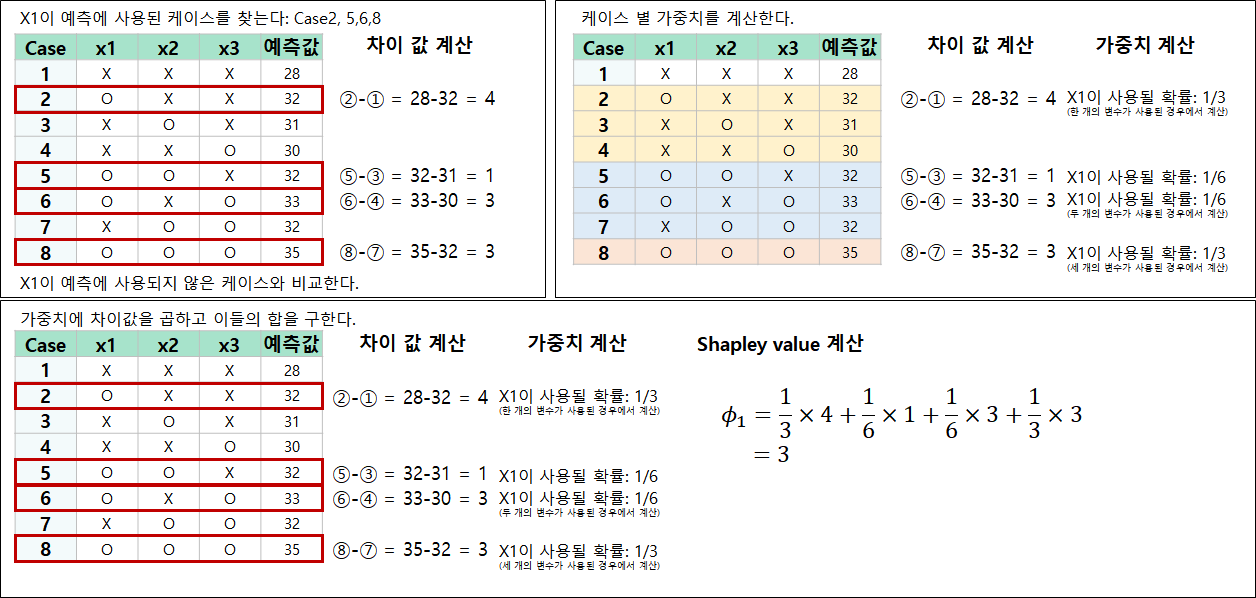 X1이 예측에 사용된 케이스를 찾는다: Case2, 5,6,8
Case x1 x2 x3 예측값 차이 값 계산
1 X X X 28
2 O X X 32 ②-① = 28-32 = 4
3 X O X 31
4 X X O 30
5 O O X 32 ⑤-③ = 32-31 = 1
6 O X O 33 ⑥-④ = 33-30 = 3
7 X O O 32
8 O O O 35 ⑧-⑦ = 35-32 = 3
X1이 예측에 사용되지 않은 케이스와 비교한다.
케이스 별 가중치를 계산한다.
Case x1 x2 x3 예측값 차이 값 계산 가중치 계산
1 X X X 28
2 O X X 32 ②-① = 28-32 = 4 X1이 사용될 확률: 1/3
(한 개의 변수가 사용된 경우에서 계산)
3 X O X 31
4 X X O 30
5 O O X 32 ⑤-③ = 32-31 = 1 X1이 사용될 확률: 1/6
6 O X O 33 ⑥-④ = 33-30 = 3 X1이 사용될 확률: 1/6
(두 개의 변수가 사용된 경우에서 계산)
7 X O O 32
8 O O O 35 ⑧-⑦ = 35-32 = 3 X1이 사용될 확률: 1/3
(세 개의 변수가 사용된 경우에서 계산)
가중치에 차이값을 곱하고 이들의 합을 구한다.
Case x1 x2 x3 예측값 차이 값 계산 가중치 계산 Shapley value 계산
1 X X X 28
2 O X X 32 ②-① = 28-32 = 4 X1이 사용될 확률: 1/3
(한 개의 변수가 사용된 경우에서 계산)
3 X O X 31
4 X X O 30
5 O O X 32 ⑤-③ = 32-31 = 1 X1이 사용될 확률: 1/6
6 O X O 33 ⑥-④ = 33-30 = 3 X1이 사용될 확률: 1/6
(두 개의 변수가 사용된 경우에서 계산)
7 X O O 32
8 O O O 35 ⑧-⑦ = 35-32 = 3 X1이 사용될 확률: 1/3
(세 개의 변수가 사용된 경우에서 계산)
𝜙₁ = 1/3 × 4 + 1/6 × 1 + 1/6 × 3 + 1/3 × 3
= 3